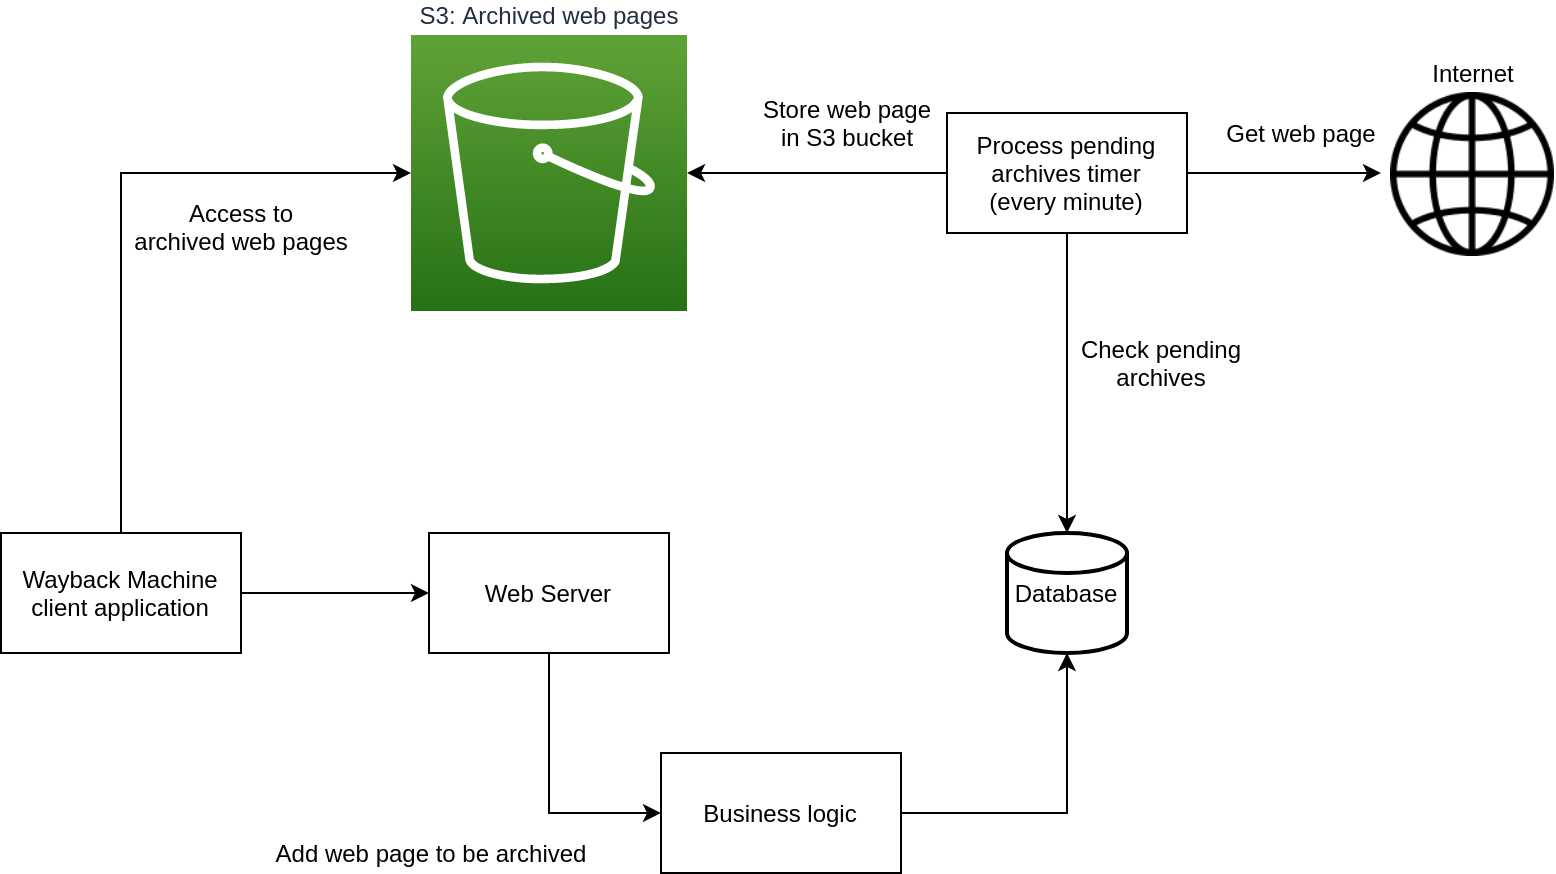 S3: Archived web pages
Internet
Store web page
in S3 bucket
Process pending
archives timer
(every minute)
Get web page
Access to
archived web pages
Check pending
archives
Wayback Machine
client application
Web Server
Database
Business logic
Add web page to be archived